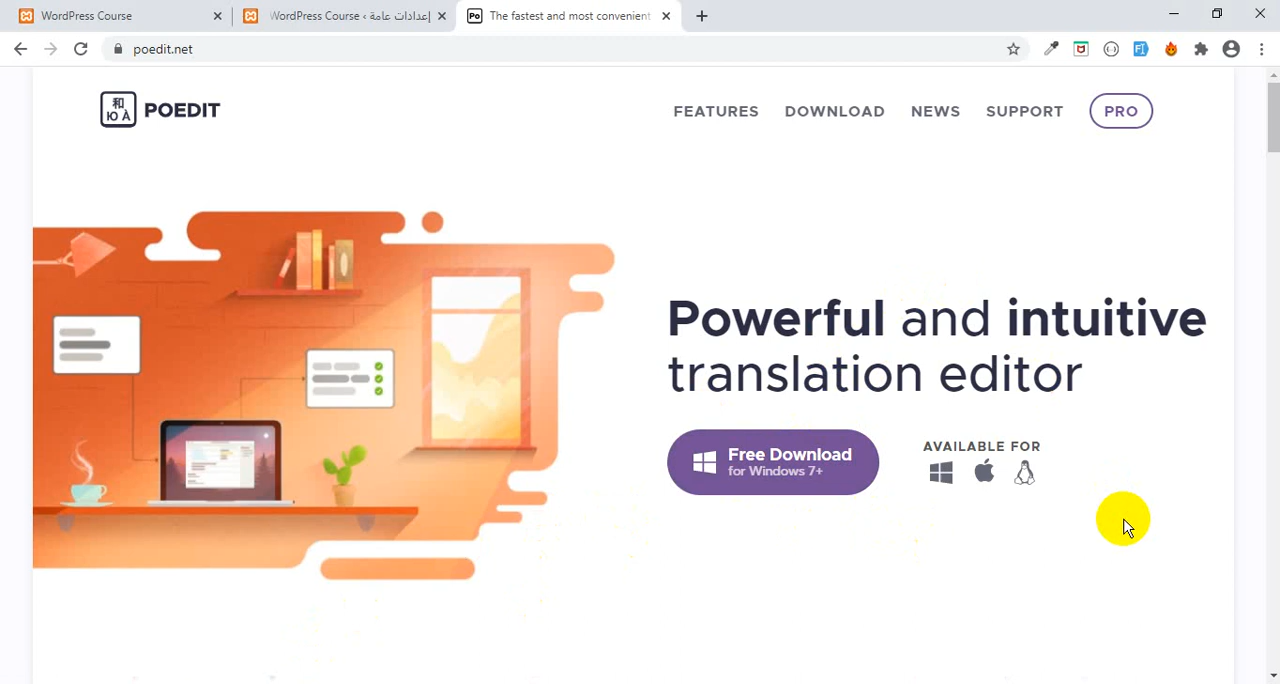 WordPress Course
WordPress Course ‹ إعدادات عامة
The fastest and most convenient
poedit.net
POEDIT
FEATURES
DOWNLOAD
NEWS
SUPPORT
PRO
Powerful and intuitive
translation editor
Free Download
for Windows 7+
AVAILABLE FOR